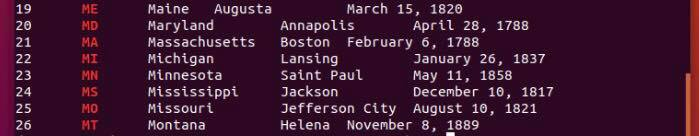 19 ME Maine Augusta March 15, 1820
20 MD Maryland Annapolis April 28, 1788
21 MA Massachusetts Boston February 6, 1788
22 MI Michigan Lansing January 26, 1837
23 MN Minnesota Saint Paul May 11, 1858
24 MS Mississippi Jackson December 10, 1817
25 MO Missouri Jefferson City August 10, 1821
26 MT Montana Helena November 8, 1889